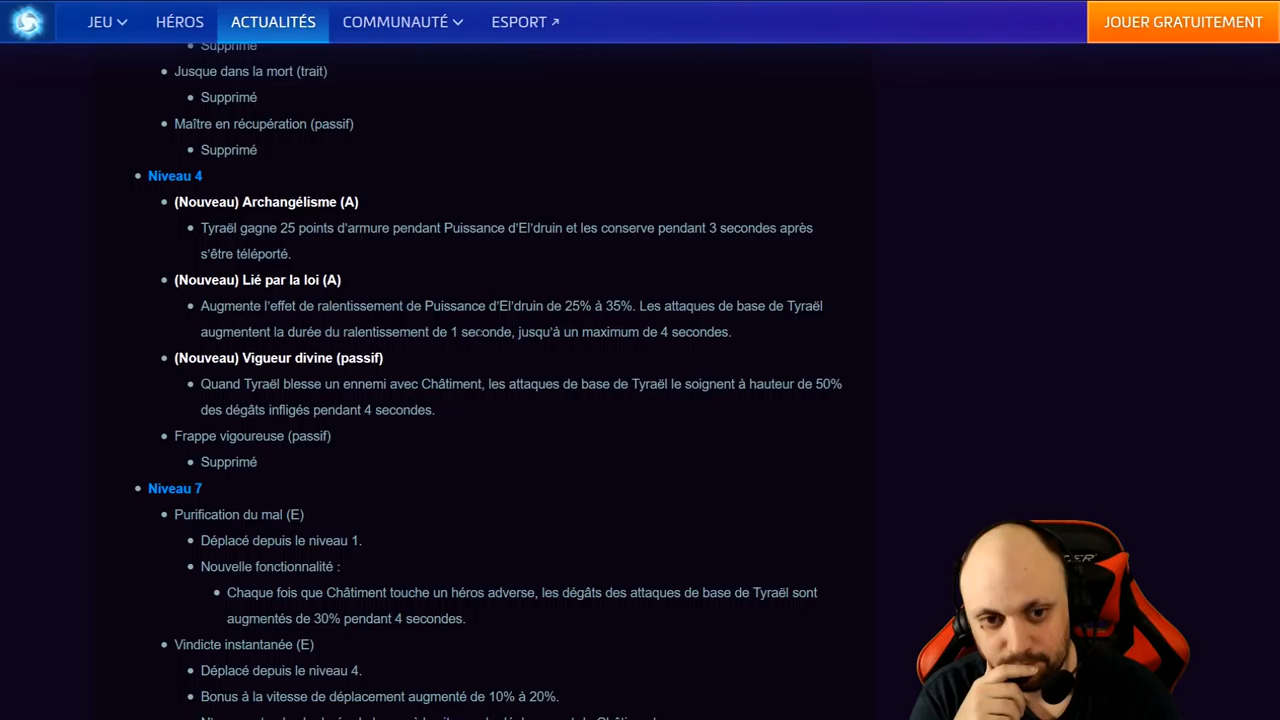 JEU HÉROS ACTUALITÉS COMMUNAUTÉ ESPORT JOUER GRATUITEMENT
Supprimé
Jusque dans la mort (trait)
Supprimé
Maître en récupération (passif)
Supprimé
Niveau 4
(Nouveau) Archangélisme (A)
Tyraël gagne 25 points d’armure pendant Puissance d’El’druin et les conserve pendant 3 secondes après
s’être téléporté.
(Nouveau) Lié par la loi (A)
Augmente l’effet de ralentissement de Puissance d’El’druin de 25% à 35%. Les attaques de base de Tyraël
augmentent la durée du ralentissement de 1 seconde, jusqu’à un maximum de 4 secondes.
(Nouveau) Vigueur divine (passif)
Quand Tyraël blesse un ennemi avec Châtiment, les attaques de base de Tyraël le soignent à hauteur de 50%
des dégâts infligés pendant 4 secondes.
Frappe vigoureuse (passif)
Supprimé
Niveau 7
Purification du mal (E)
Déplacé depuis le niveau 1.
Nouvelle fonctionnalité :
Chaque fois que Châtiment touche un héros adverse, les dégâts des attaques de base de Tyraël sont
augmentés de 30% pendant 4 secondes.
Vindicte instantanée (E)
Déplacé depuis le niveau 4.
Bonus à la vitesse de déplacement augmenté de 10% à 20%.